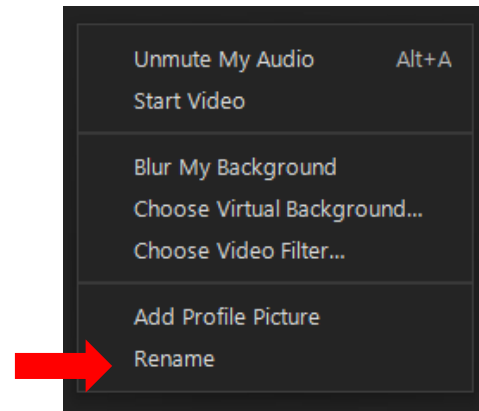 Unmute My Audio Alt+A
Start Video
Blur My Background
Choose Virtual Background...
Choose Video Filter...
Add Profile Picture
Rename